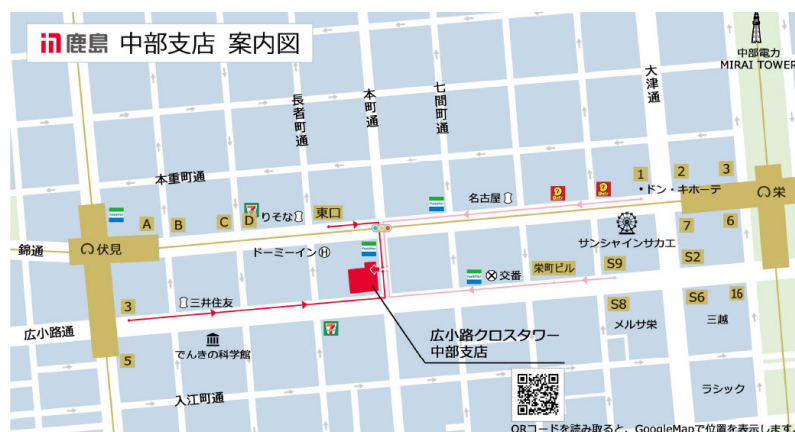 鹿島 中部支店 案内図
中部電力
MIRAI TOWER
大津通
七間町通
本町通
長者町通
本重町通
1
2
3
ドン・キホーテ
栄
名古屋
東口
りそな
A
B
C
D
錦通
伏見
ドーミーイン
サンシャインサカエ
7
6
S2
S9
栄町ビル
交番
三井住友
3
広小路通
S8
S6
16
メルサ栄
三越
でんきの科学館
5
広小路クロスタワー
中部支店
入江町通
ラシック
QRコードを読み取ると、GoogleMapで位置を表示します。